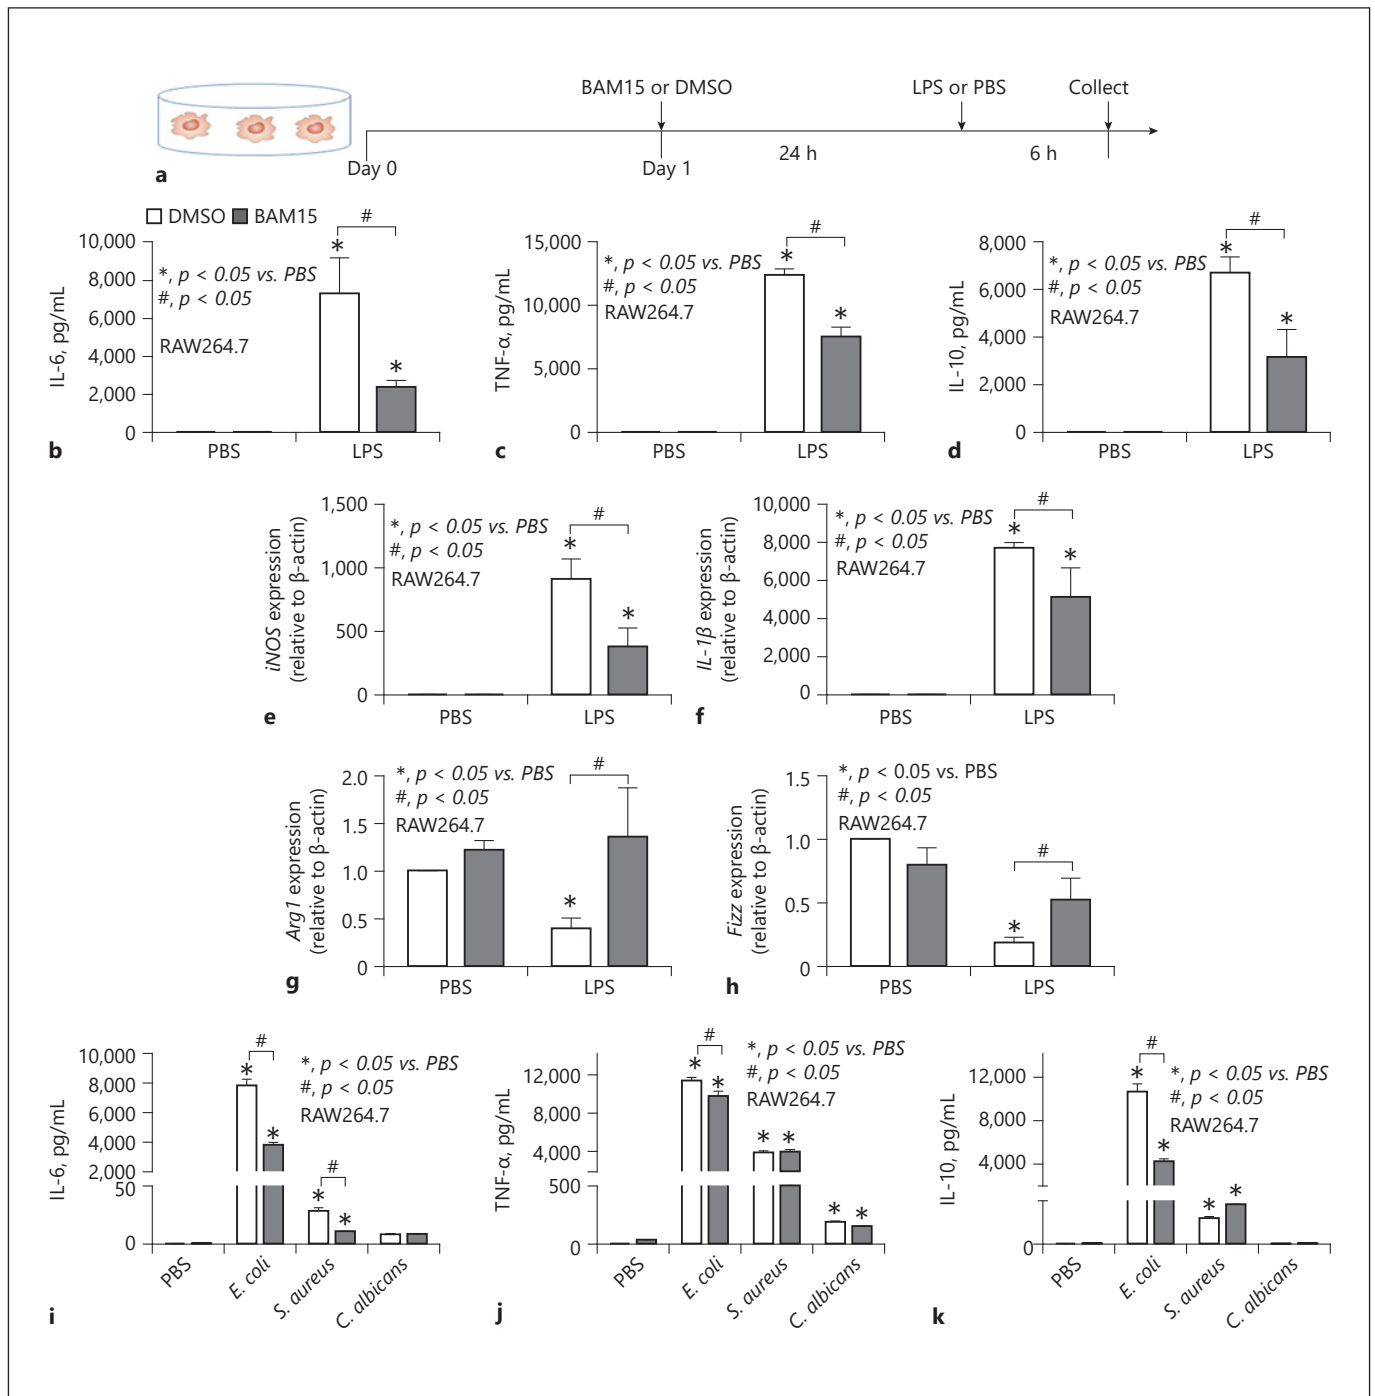 BAM15 or DMSO
LPS or PBS
Collect
24 h
6 h
Day 0
Day 1
a
DMSO
BAM15
IL-6, pg/mL
10,000
8,000
6,000
4,000
2,000
0
#
*
*
*, p < 0.05 vs. PBS
#, p < 0.05
RAW264.7
PBS
LPS
b
TNF-α, pg/mL
15,000
10,000
5,000
0
#
*
*
*, p < 0.05 vs. PBS
#, p < 0.05
RAW264.7
PBS
LPS
c
IL-10, pg/mL
8,000
6,000
4,000
2,000
0
#
*
*
*, p < 0.05 vs. PBS
#, p < 0.05
RAW264.7
PBS
LPS
d
iNOS expression
(relative to β-actin)
1,500
1,000
500
0
#
*
*
*, p < 0.05 vs. PBS
#, p < 0.05
RAW264.7
PBS
LPS
e
IL-1β expression
(relative to β-actin)
10,000
8,000
6,000
4,000
2,000
0
#
*
*
*, p < 0.05 vs. PBS
#, p < 0.05
RAW264.7
PBS
LPS
f
Arg1 expression
(relative to β-actin)
2.0
1.5
1.0
0.5
0
#
*
*, p < 0.05 vs. PBS
#, p < 0.05
RAW264.7
PBS
LPS
g
Fizz expression
(relative to β-actin)
1.5
1.0
0.5
0
#
*
*, p < 0.05 vs. PBS
#, p < 0.05
RAW264.7
PBS
LPS
h
IL-6, pg/mL
10,000
8,000
6,000
4,000
2,000
50
0
#
*
*
#
*
*
*, p < 0.05 vs. PBS
#, p < 0.05
RAW264.7
PBS
E. coli
S. aureus
C. albicans
i
TNF-α, pg/mL
12,000
8,000
4,000
500
0
#
*
*
*
*
*
*
*, p < 0.05 vs. PBS
#, p < 0.05
RAW264.7
PBS
E. coli
S. aureus
C. albicans
j
IL-10, pg/mL
12,000
4,000
0
#
*
*
*
*
*, p < 0.05 vs. PBS
#, p < 0.05
RAW264.7
PBS
E. coli
S. aureus
C. albicans
k